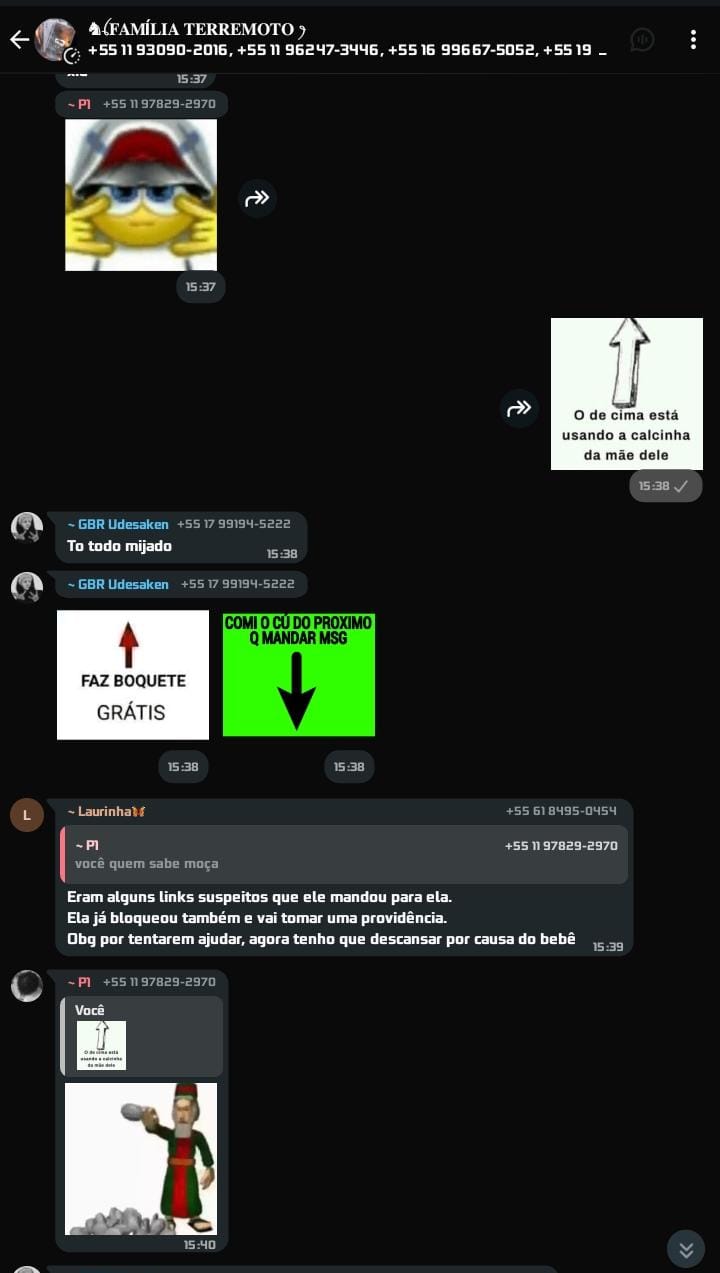 ♞⦅FAMÍLIA TERREMOTO ⦆
+55 11 93090-2016, +55 11 96247-3446, +55 16 99667-5052, +55 19 _
15:37
~ P1 +55 11 97829-2970
15:37
O de cima está
usando a calcinha
da mãe dele
15:38
~ GBR Udesaken +55 17 99194-5222
To todo mijado
15:38
~ GBR Udesaken +55 17 99194-5222
FAZ BOQUETE
GRÁTIS
COMI O CÚ DO PROXIMO
Q MANDAR MSG
15:38
15:38
L
~ Laurinha🦋 +55 61 8495-0454
~ P1 +55 11 97829-2970
você quem sabe moça
Eram alguns links suspeitos que ele mandou para ela.
Ela já bloqueou também e vai tomar uma providência.
Obg por tentarem ajudar, agora tenho que descansar por causa do bebê
15:39
~ P1 +55 11 97829-2970
Você
O de cima está
usando a calcinha
da mãe dele
15:40